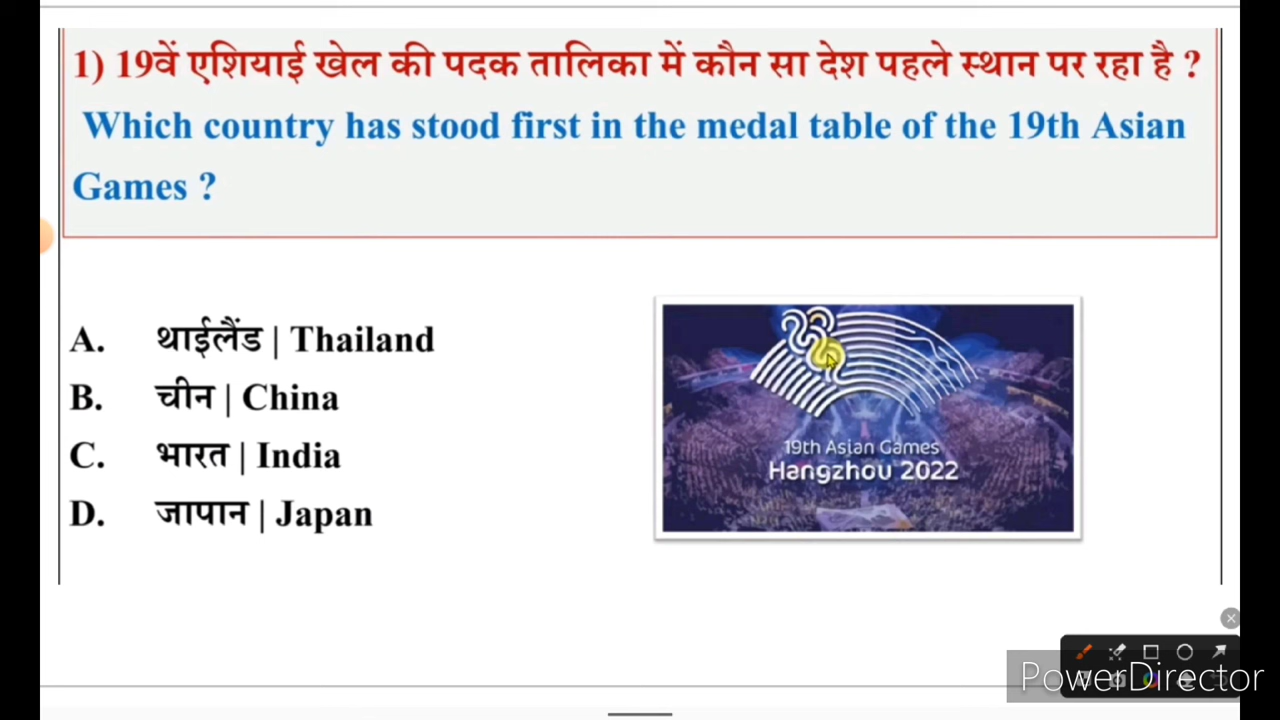 1) 19वें एशियाई खेल की पदक तालिका में कौन सा देश पहले स्थान पर रहा है ?
Which country has stood first in the medal table of the 19th Asian
Games ?
A. थाईलैंड | Thailand
B. चीन | China
C. भारत | India
D. जापान | Japan
19th Asian Games
Hangzhou 2022
PowerDirector